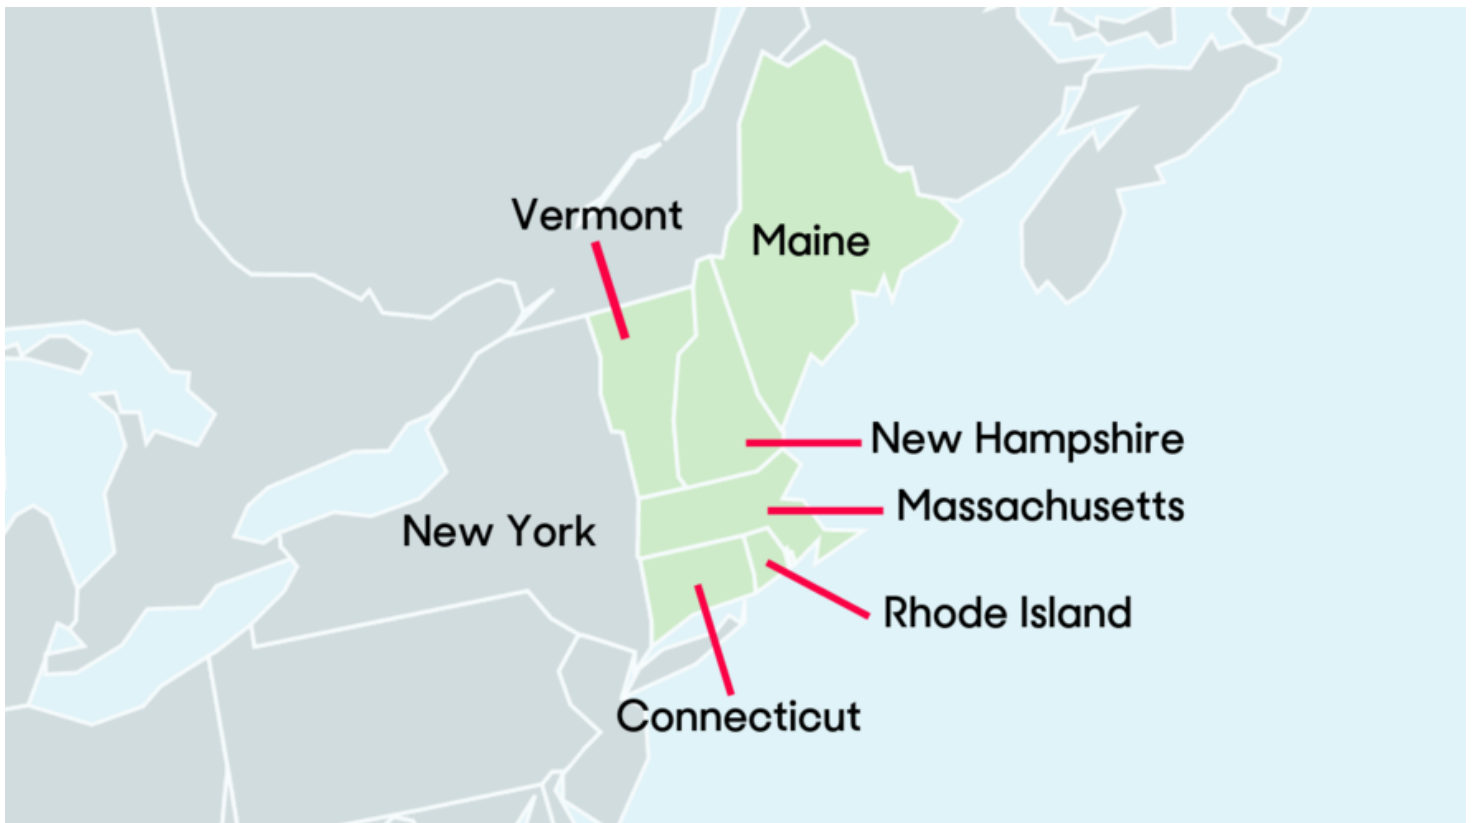 Vermont
Maine
New Hampshire
Massachusetts
New York
Rhode Island
Connecticut